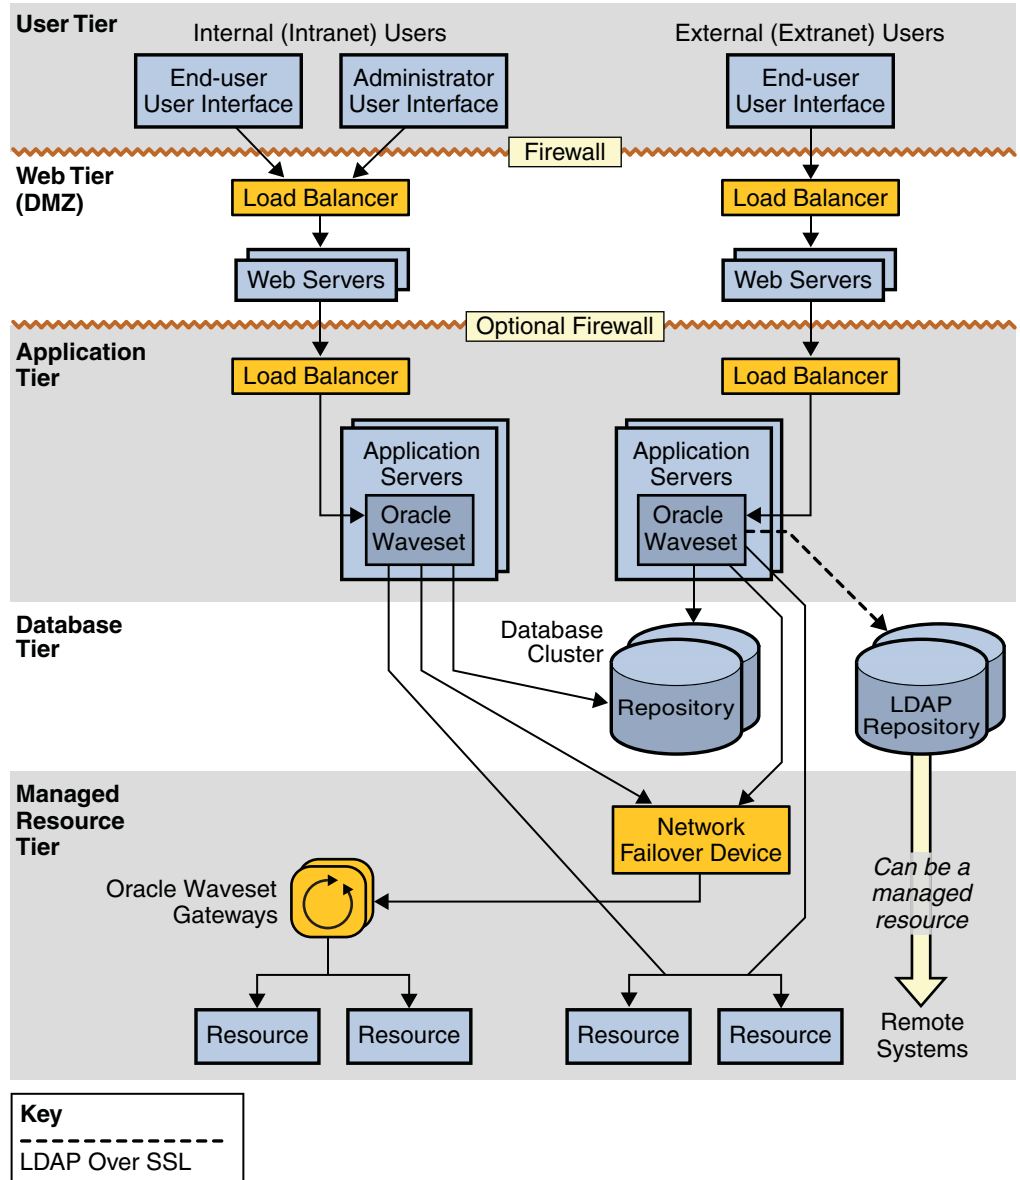 User Tier
Internal (Intranet) Users
External (Extranet) Users
End-user
User Interface
Administrator
User Interface
End-user
User Interface
Firewall
Web Tier
(DMZ)
Load Balancer
Load Balancer
Web Servers
Web Servers
Optional Firewall
Application
Tier
Load Balancer
Load Balancer
Application
Servers
Oracle
Waveset
Application
Servers
Oracle
Waveset
Database
Tier
Database
Cluster
Repository
LDAP
Repository
Managed
Resource
Tier
Network
Failover Device
Oracle Waveset
Gateways
Can be a
managed
resource
Resource
Resource
Resource
Resource
Remote
Systems
Key
LDAP Over SSL